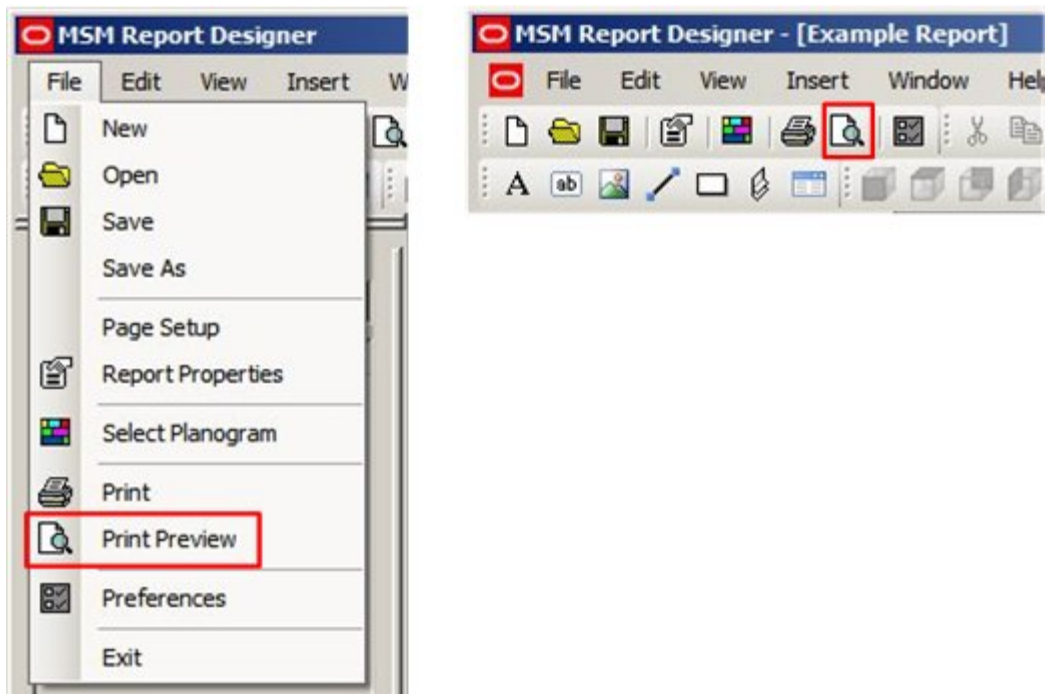 MSM Report Designer
File Edit View Insert W
New
Open
Save
Save As
Page Setup
Report Properties
Select Planogram
Print
Print Preview
Preferences
Exit
MSM Report Designer - [Example Report]
File Edit View Insert Window Help
A ab